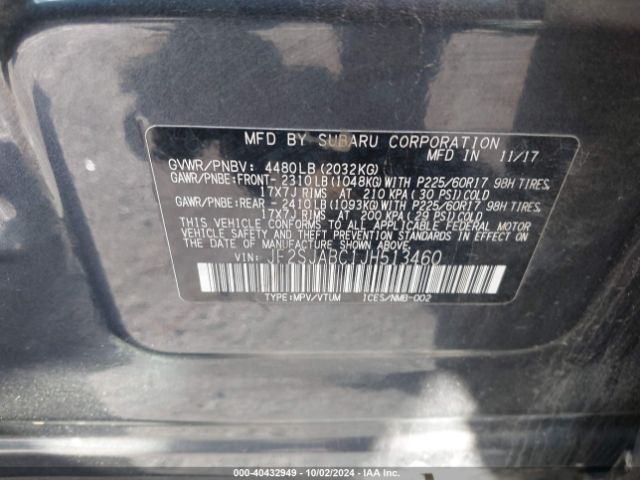 MFD BY SUBARU CORPORATION
MFD IN 11/17
GVWR/PNBV: 4480LB(2032KG)
GAWR/PNBE:FRONT- 2310LB(1048KG)WITH P225/60R17 98H TIRES,
17X7J RIMS AT 210 KPA(30 PSI)COLD
GAWR/PNBE:REAR - 2410LB(1093KG)WITH P225/60R17 98H TIRES,
17X7J RIMS AT 200 KPA(29 PSI)COLD
THIS VEHICLE CONFORMS TO ALL APPLICABLE FEDERAL MOTOR
VEHICLE SAFETY AND THEFT PREVENTION STANDARDS IN
EFFECT ON THE DATE OF MANUFACTURE SHOWN ABOVE.
VIN: JF2SJABC1JH513460
TYPE:MPV/VTUM ICES/NMB-002
000-40432949 - 10/02/2024 - IAA Inc.